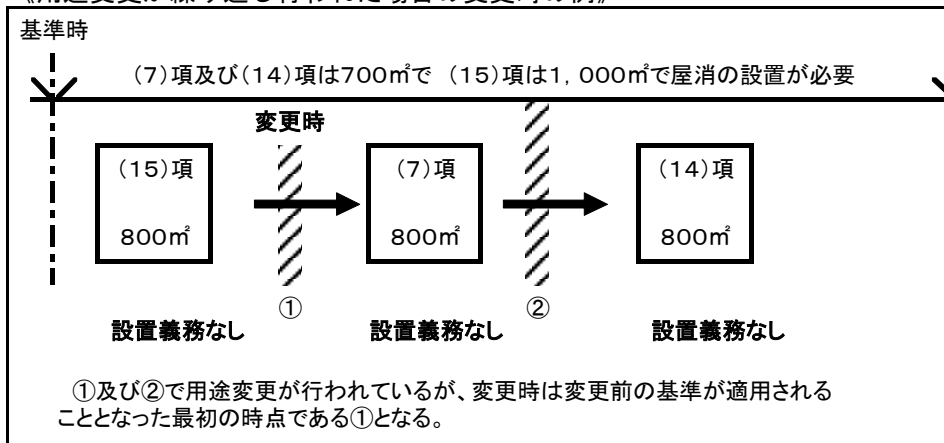 《用途変更が繰り返し行われた場合の変更時の例》
基準時
(7)項及び(14)項は700㎡で (15)項は1,000㎡で屋消の設置が必要
変更時
(15)項
(7)項
(14)項
800㎡
800㎡
800㎡
①
②
設置義務なし
設置義務なし
設置義務なし
①及び②で用途変更が行われているが、変更時は変更前の基準が適用される
こととなった最初の時点である①となる。